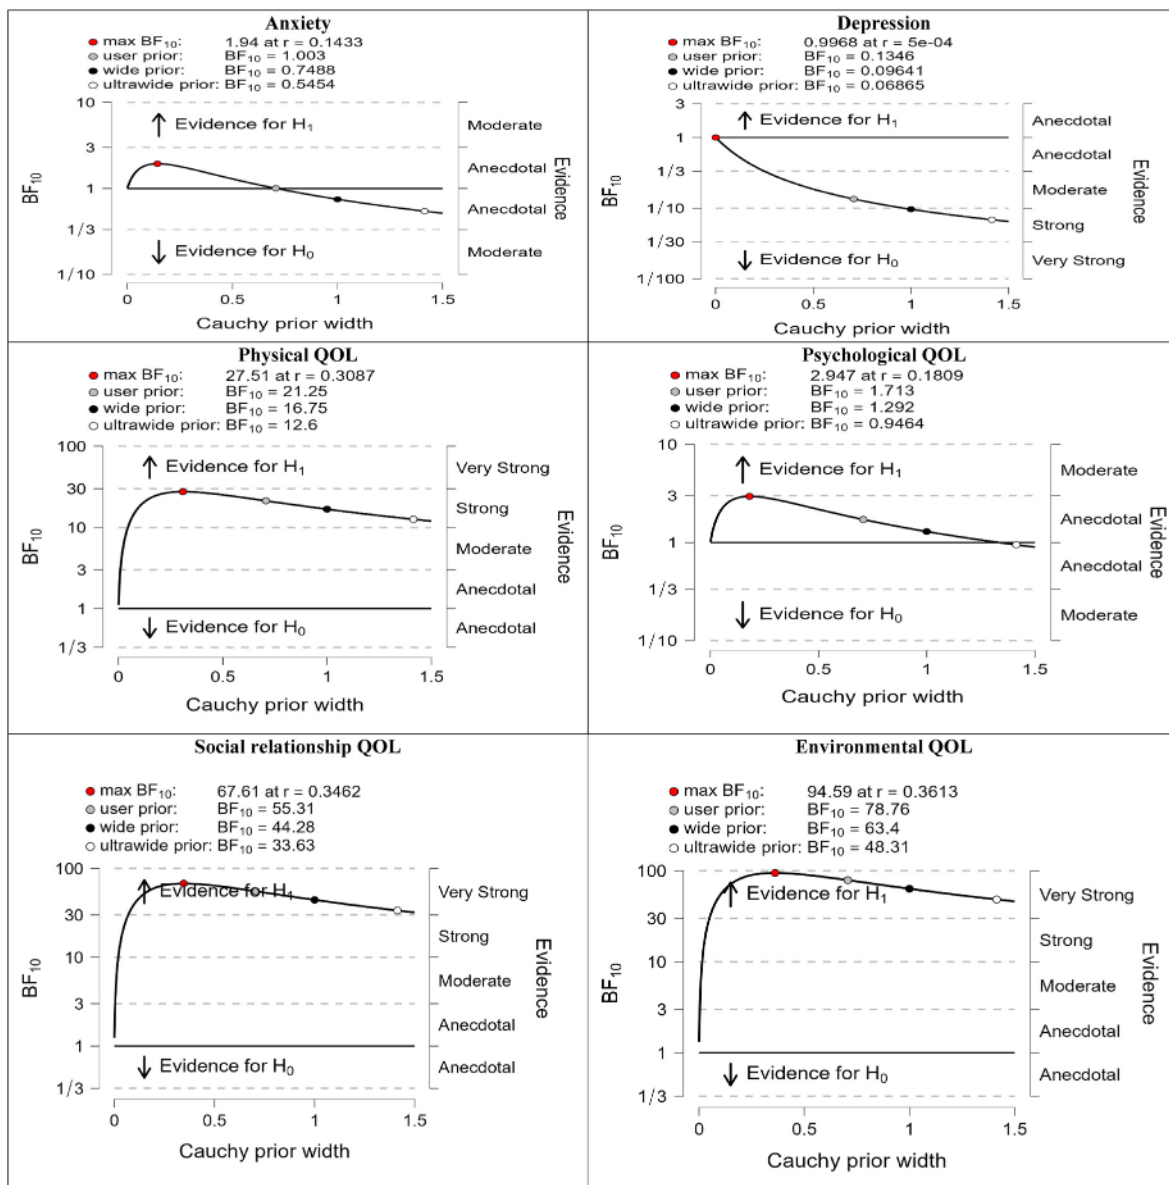 Anxiety
max BF10: 1.94 at r = 0.1433
user prior: BF10 = 1.003
wide prior: BF10 = 0.7488
ultrawide prior: BF10 = 0.5454
10
Evidence for H1
Moderate
3
Anecdotal
1
Anecdotal
1/3
Evidence for H0
Moderate
1/10
BF10
Evidence
0 0.5 1 1.5
Cauchy prior width
Depression
max BF10: 0.9968 at r = 5e-04
user prior: BF10 = 0.1346
wide prior: BF10 = 0.09641
ultrawide prior: BF10 = 0.06865
3
Evidence for H1
Anecdotal
1
Anecdotal
1/3
Moderate
1/10
Strong
1/30
Evidence for H0
Very Strong
1/100
BF10
Evidence
0 0.5 1 1.5
Cauchy prior width
Physical QOL
max BF10: 27.51 at r = 0.3087
user prior: BF10 = 21.25
wide prior: BF10 = 16.75
ultrawide prior: BF10 = 12.6
100
Evidence for H1
Very Strong
30
Strong
10
Moderate
3
Anecdotal
1
Evidence for H0
Anecdotal
1/3
BF10
Evidence
0 0.5 1 1.5
Cauchy prior width
Psychological QOL
max BF10: 2.947 at r = 0.1809
user prior: BF10 = 1.713
wide prior: BF10 = 1.292
ultrawide prior: BF10 = 0.9464
10
Evidence for H1
Moderate
3
Anecdotal
1
Anecdotal
1/3
Evidence for H0
Moderate
1/10
BF10
Evidence
0 0.5 1 1.5
Cauchy prior width
Social relationship QOL
max BF10: 67.61 at r = 0.3462
user prior: BF10 = 55.31
wide prior: BF10 = 44.28
ultrawide prior: BF10 = 33.63
100
Evidence for H1
Very Strong
30
Strong
10
Moderate
3
Anecdotal
1
Evidence for H0
Anecdotal
1/3
BF10
Evidence
0 0.5 1 1.5
Cauchy prior width
Environmental QOL
max BF10: 94.59 at r = 0.3613
user prior: BF10 = 78.76
wide prior: BF10 = 63.4
ultrawide prior: BF10 = 48.31
100
Evidence for H1
Very Strong
30
Strong
10
Moderate
3
Anecdotal
1
Evidence for H0
Anecdotal
1/3
BF10
Evidence
0 0.5 1 1.5
Cauchy prior width